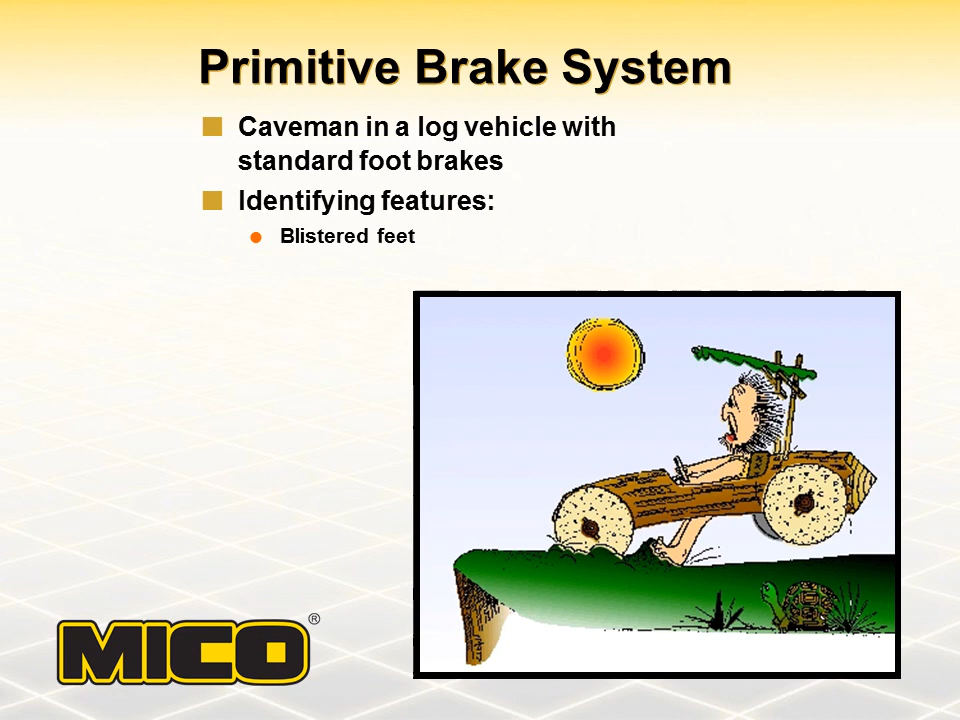 Primitive Brake System
Caveman in a log vehicle with
standard foot brakes
Identifying features:
Blistered feet
MICO®